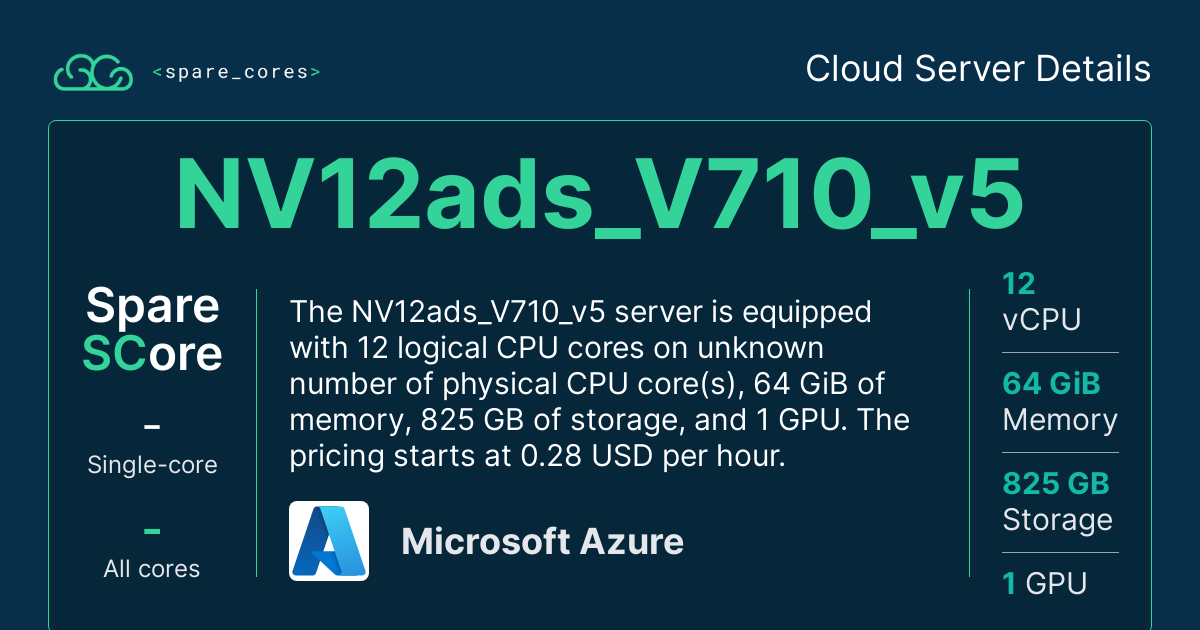 <spare_cores>
Cloud Server Details
NV12ads_V710_v5
Spare
SCore
-
Single-core
-
All cores
The NV12ads_V710_v5 server is equipped
with 12 logical CPU cores on unknown
number of physical CPU core(s), 64 GiB of
memory, 825 GB of storage, and 1 GPU. The
pricing starts at 0.28 USD per hour.
Microsoft Azure
12
vCPU
64 GiB
Memory
825 GB
Storage
1 GPU